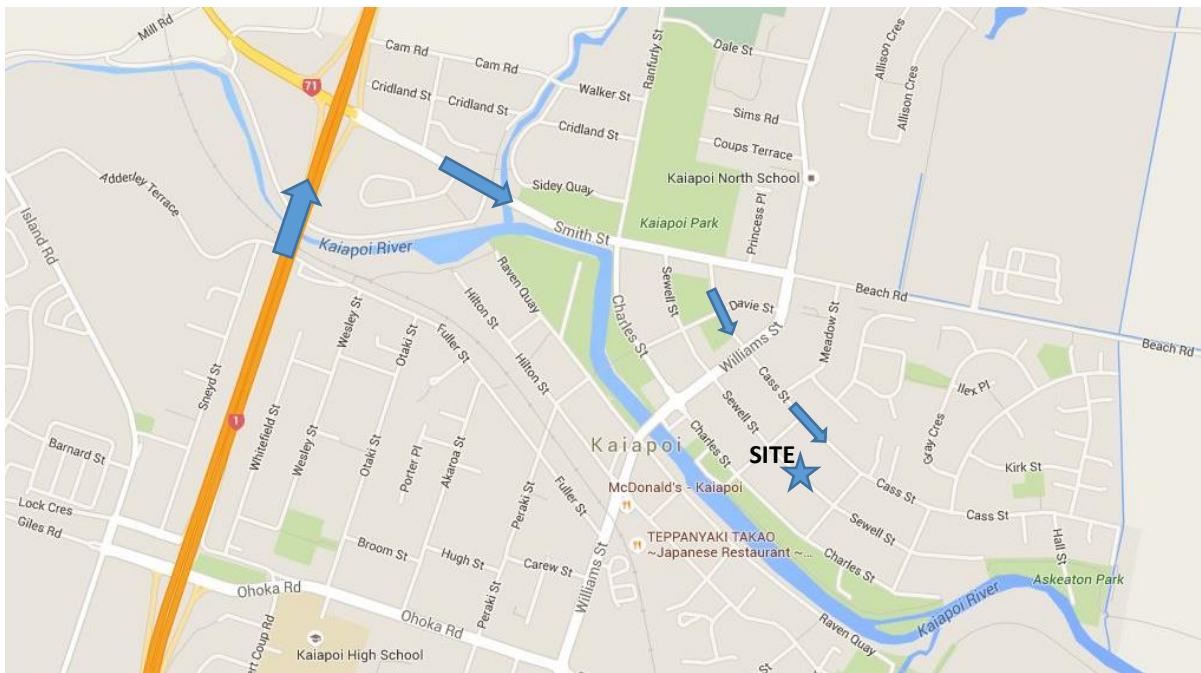 Mill Rd
71
Cam Rd
Cam Rd
Cridland St
Cridland St
Walker St
Cridland St
Ranfurly St
Dale St
Sims Rd
Coups Terrace
Allison Cres
Allison Cres
Kaiapoi North School
Sidey Quay
Adderley Terrace
Island Rd
Kaiapoi River
Smith St
Kaiapoi Park
Princess Pl
Raven Quay
Sewell St
Davie St
Beach Rd
Beach Rd
Meadow St
Hilton St
Hilton St
Charles St
Williams St
Wesley St
Otaki St
Fuller St
Sneyd St
Cass St
Ilex Pl
Gray Cres
1
Whitefield St
Wesley St
Otaki St
Porter Pl
Akaroa St
Peraki St
Fuller St
Kaiapoi
Sewell St
Charles St
SITE
Barnard St
Kirk St
Cass St
Cass St
McDonald's - Kaiapoi
TEPPANYAKI TAKAO
~Japanese Restaurant ~...
Sewell St
Hall St
Lock Cres
Giles Rd
Broom St
Hugh St
Carew St
Charles St
Askeaton Park
Kaiapoi River
Ohoka Rd
Ohoka Rd
Peraki St
Williams St
Raven Quay
ert Coup Rd
Kaiapoi High School